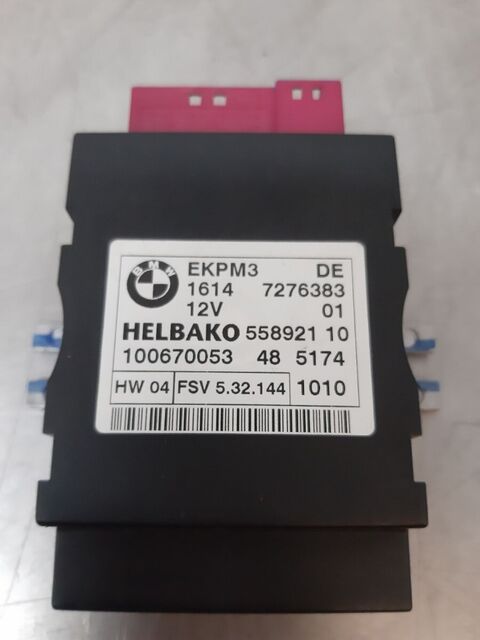 BMW
EKPM3 DE
1614 7276383
12V 01
HELBAKO 558921 10
100670053 48 5174
HW 04 FSV 5.32.144 1010